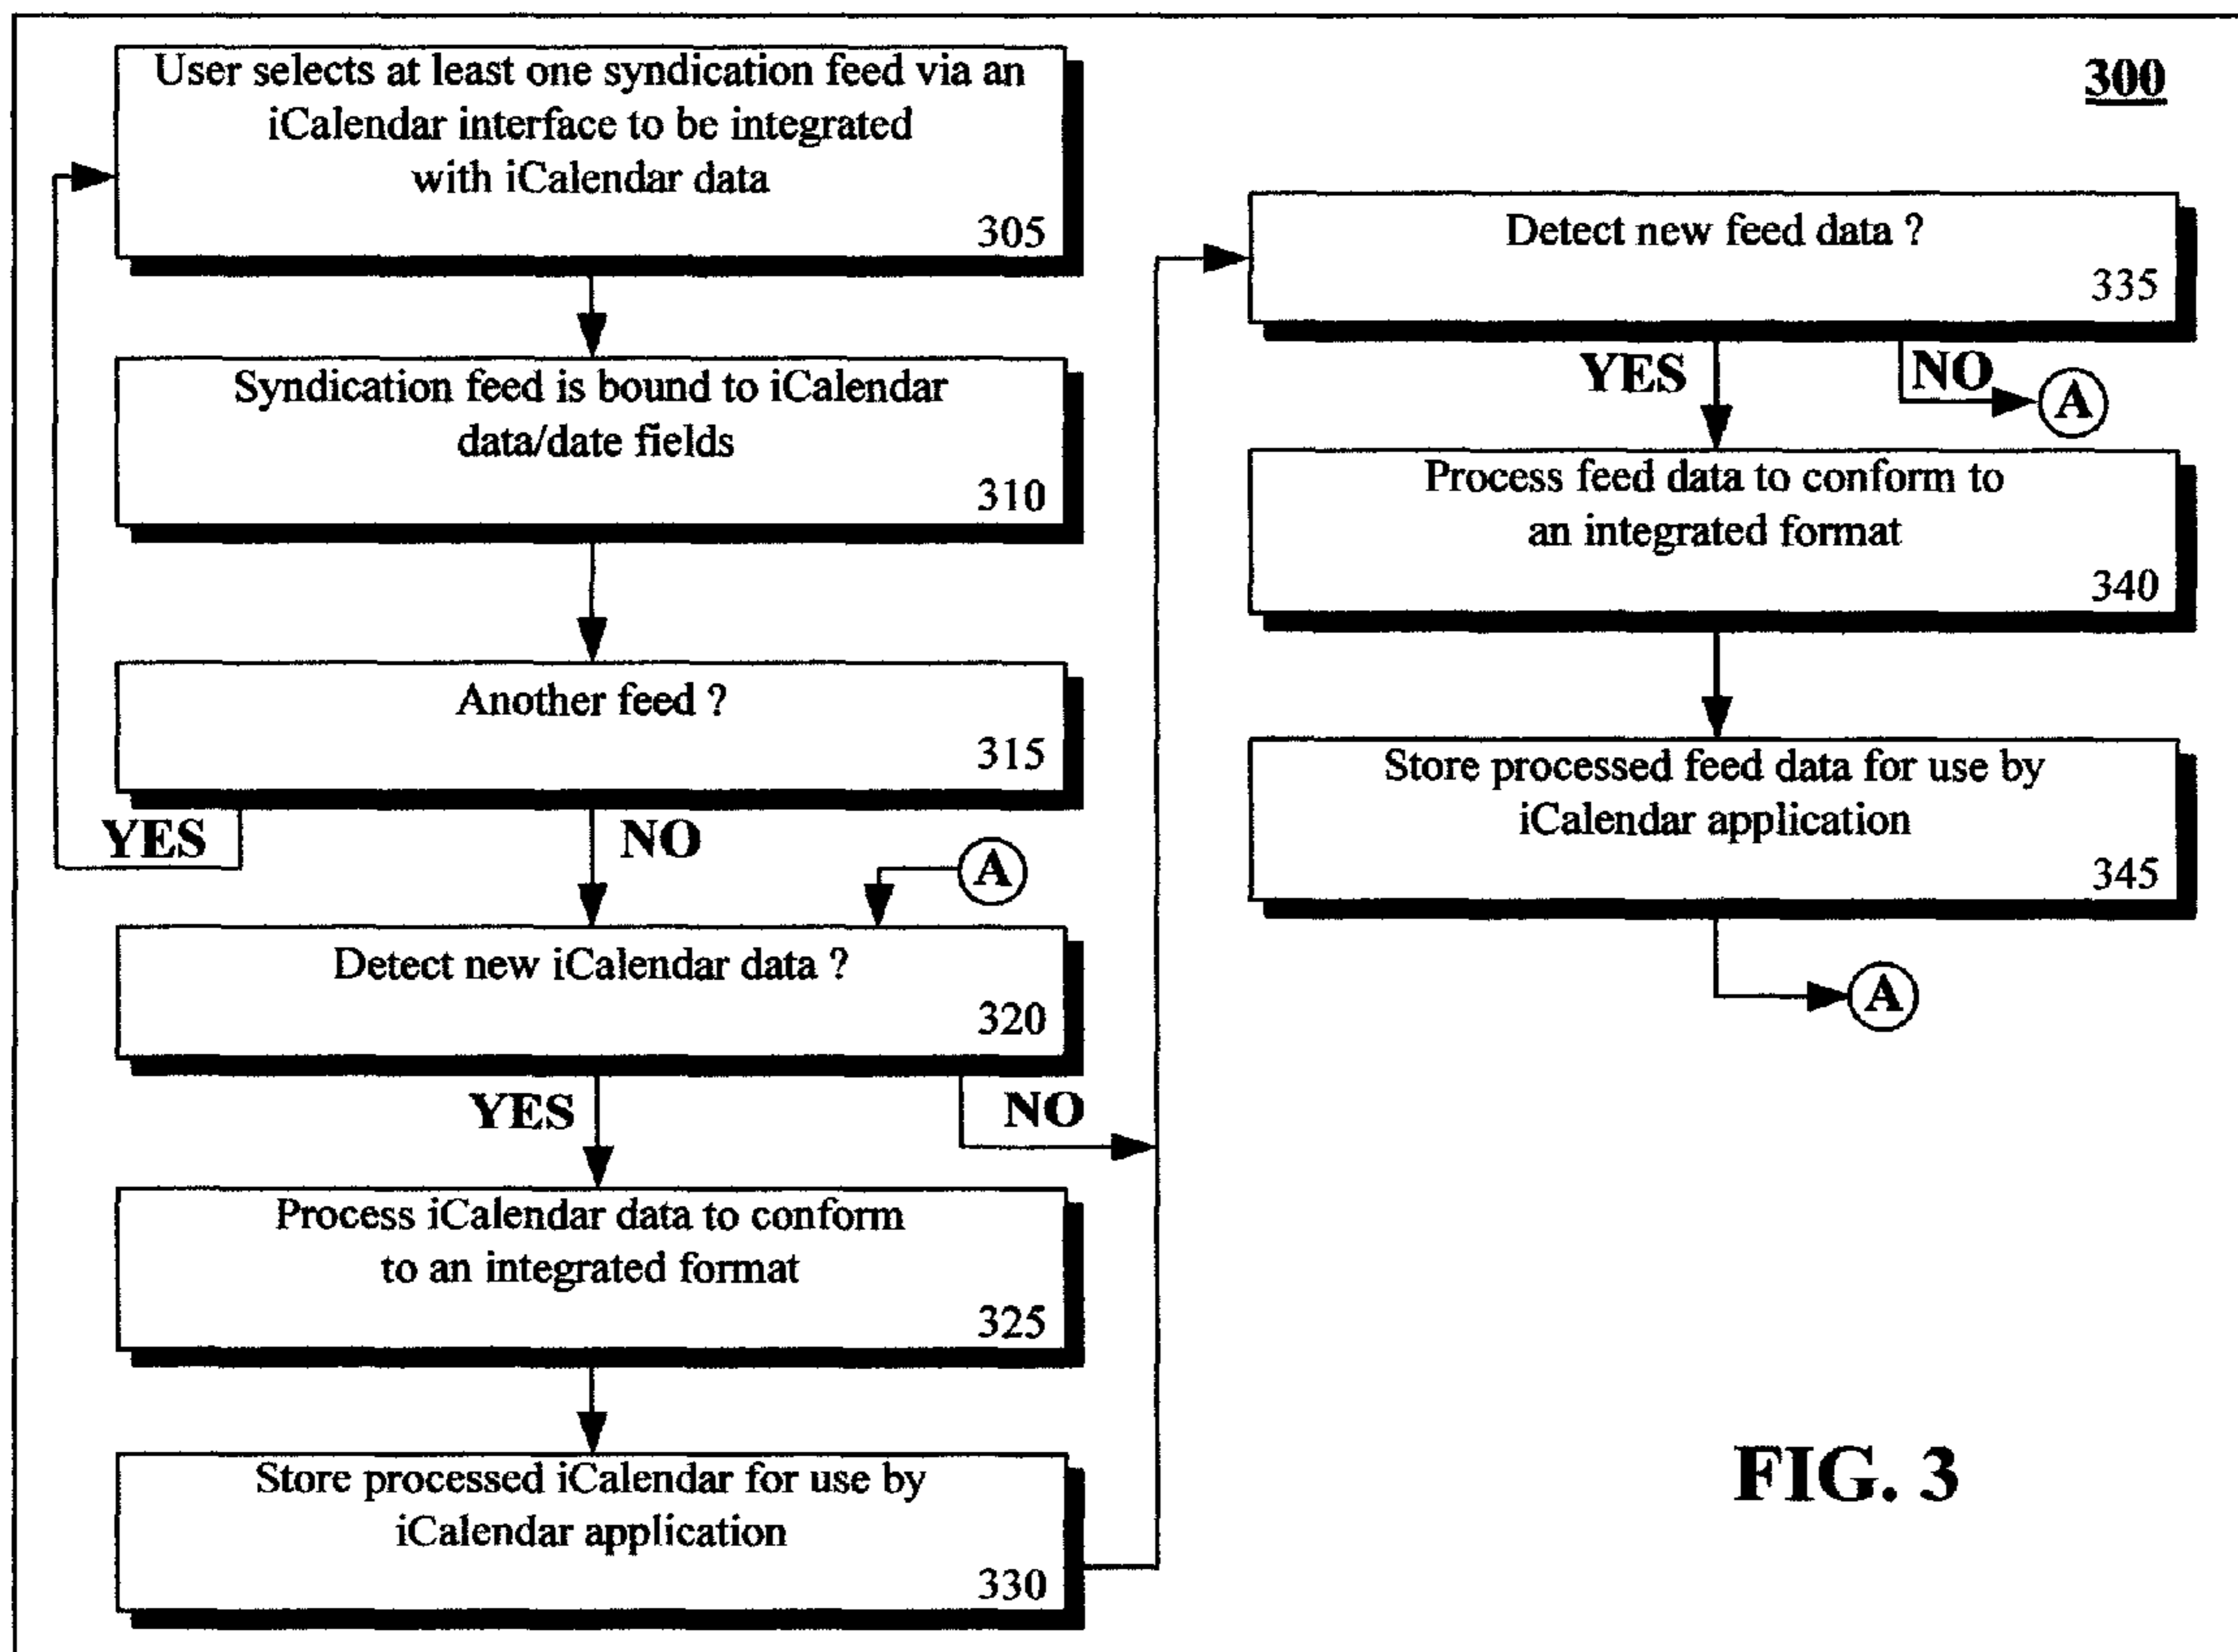 300
User selects at least one syndication feed via an
iCalendar interface to be integrated
with iCalendar data
305
Syndication feed is bound to iCalendar
data/date fields
310
Another feed ?
315
YES
NO
A
Detect new iCalendar data ?
320
YES
NO
Process iCalendar data to conform
to an integrated format
325
Store processed iCalendar for use by
iCalendar application
330
Detect new feed data ?
335
YES
NO
A
Process feed data to conform to
an integrated format
340
Store processed feed data for use by
iCalendar application
345
A
FIG. 3